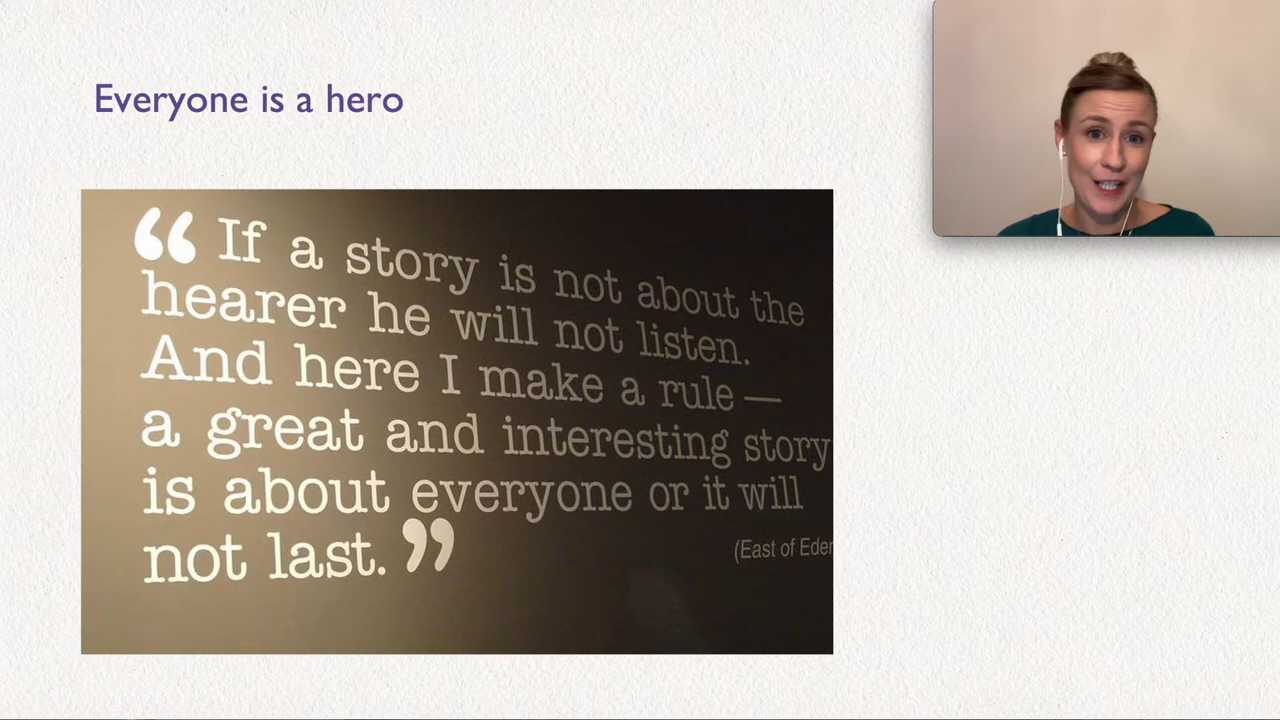 Everyone is a hero
“ If a story is not about the
hearer he will not listen.
And here I make a rule —
a great and interesting story
is about everyone or it will
not last. ”
(East of Eden